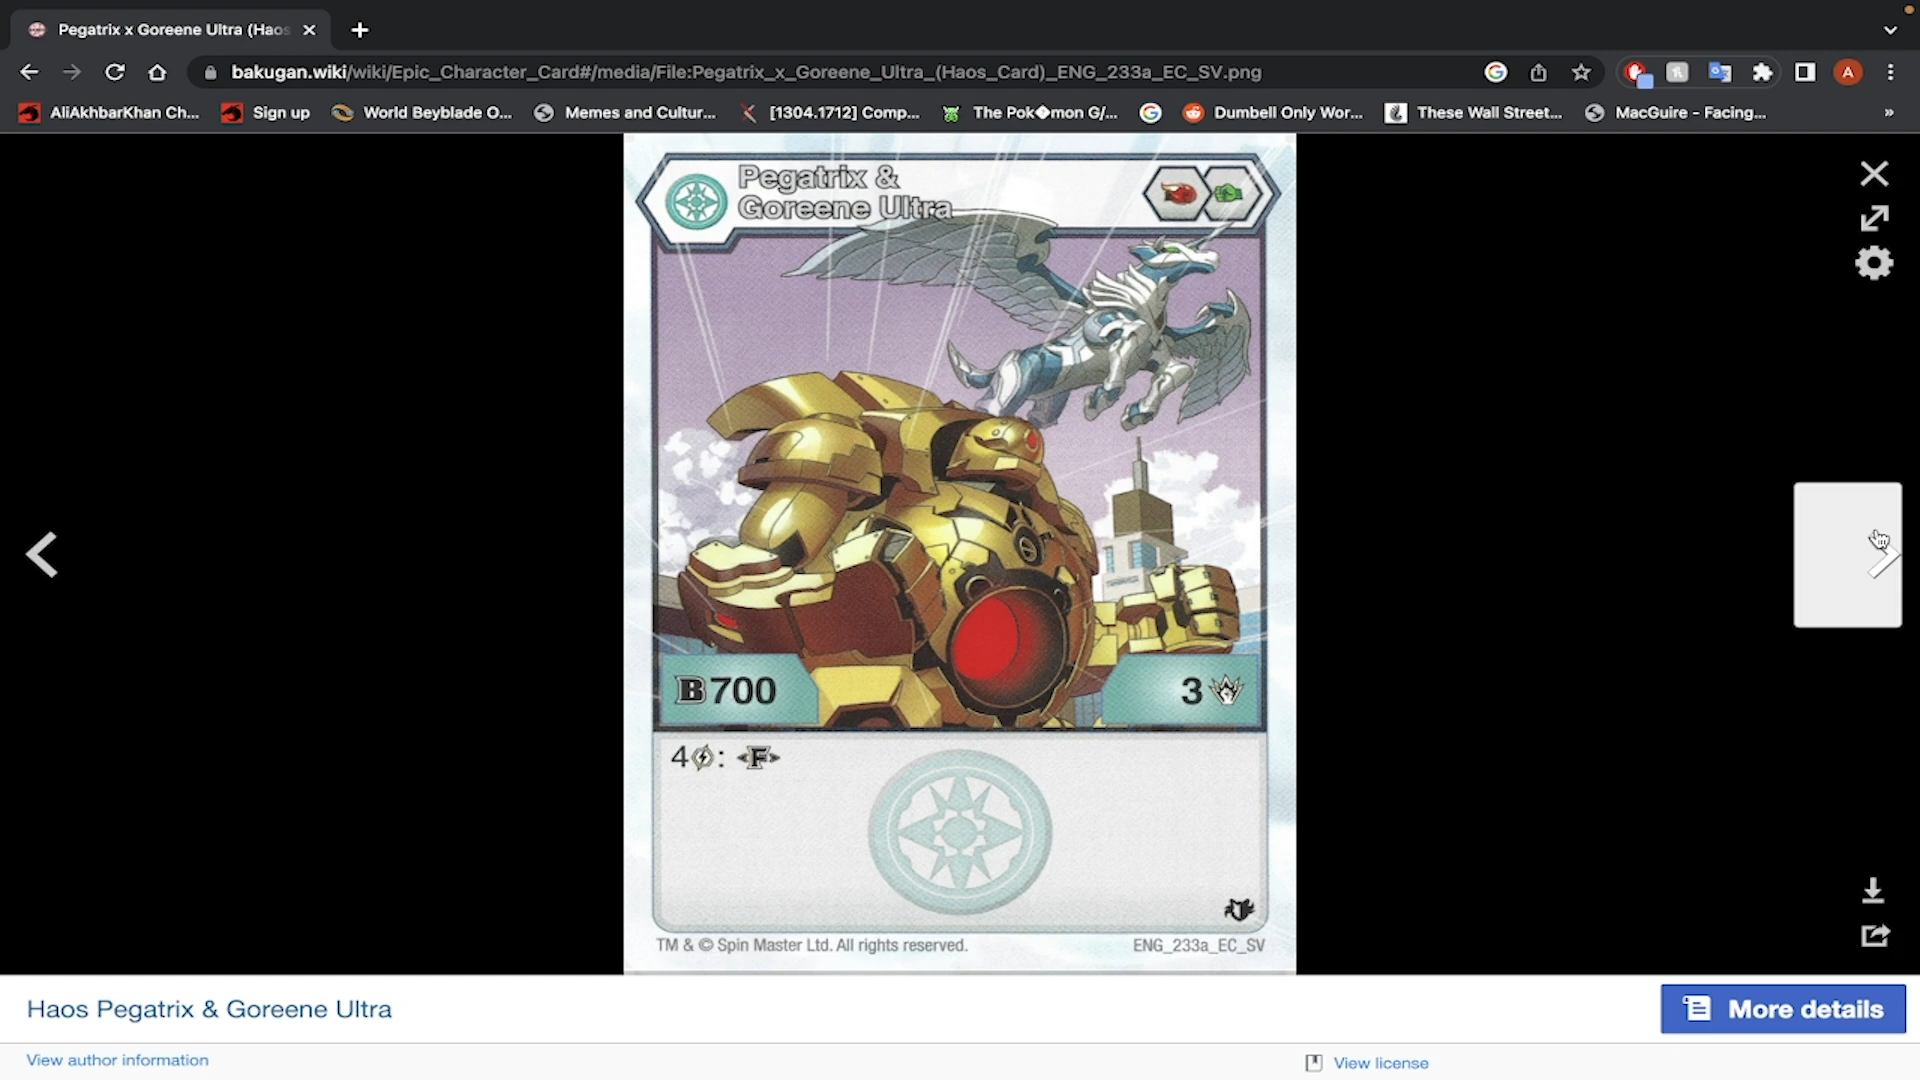 Pegatrix x Goreene Ultra (Haos
bakugan.wiki/wiki/Epic_Character_Card#/media/File:Pegatrix_x_Goreene_Ultra_(Haos_Card)_ENG_233a_EC_SV.png
A
AliAkhbarKhan Ch...
Sign up
World Beyblade O...
Memes and Cultur...
[1304.1712] Comp...
The Pok�mon G/...
Dumbell Only Wor...
These Wall Street...
MacGuire - Facing...
»
Pegatrix &
Goreene Ultra
B 700
3
4 : F
TM & © Spin Master Ltd. All rights reserved.
ENG_233a_EC_SV
Haos Pegatrix & Goreene Ultra
More details
View author information
View license